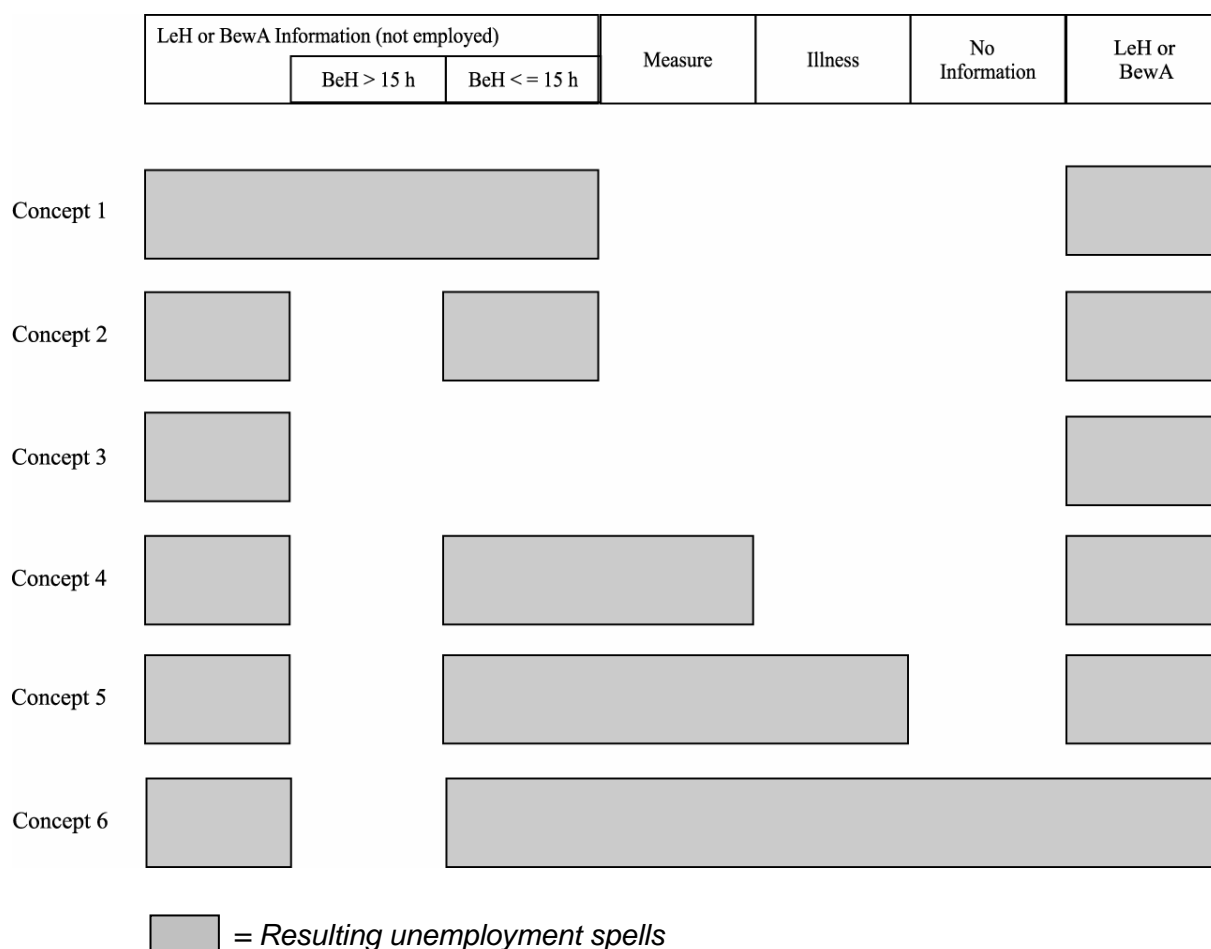 LeH or BewA Information (not employed)
BeH > 15 h
BeH < = 15 h
Measure
Illness
No
Information
LeH or
BewA
Concept 1
Concept 2
Concept 3
Concept 4
Concept 5
Concept 6
= Resulting unemployment spells